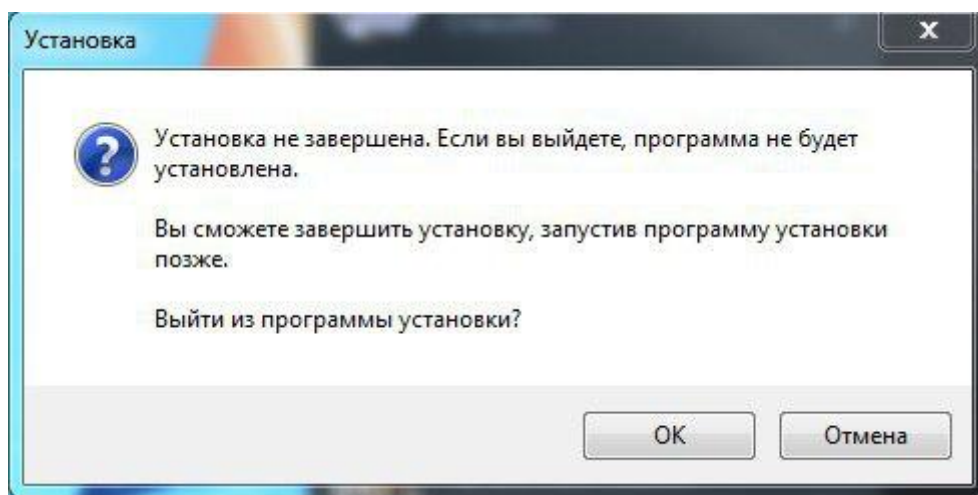 Установка
Установка не завершена. Если вы выйдете, программа не будет
установлена.
Вы сможете завершить установку, запустив программу установки
позже.
Выйти из программы установки?
ОК
Отмена